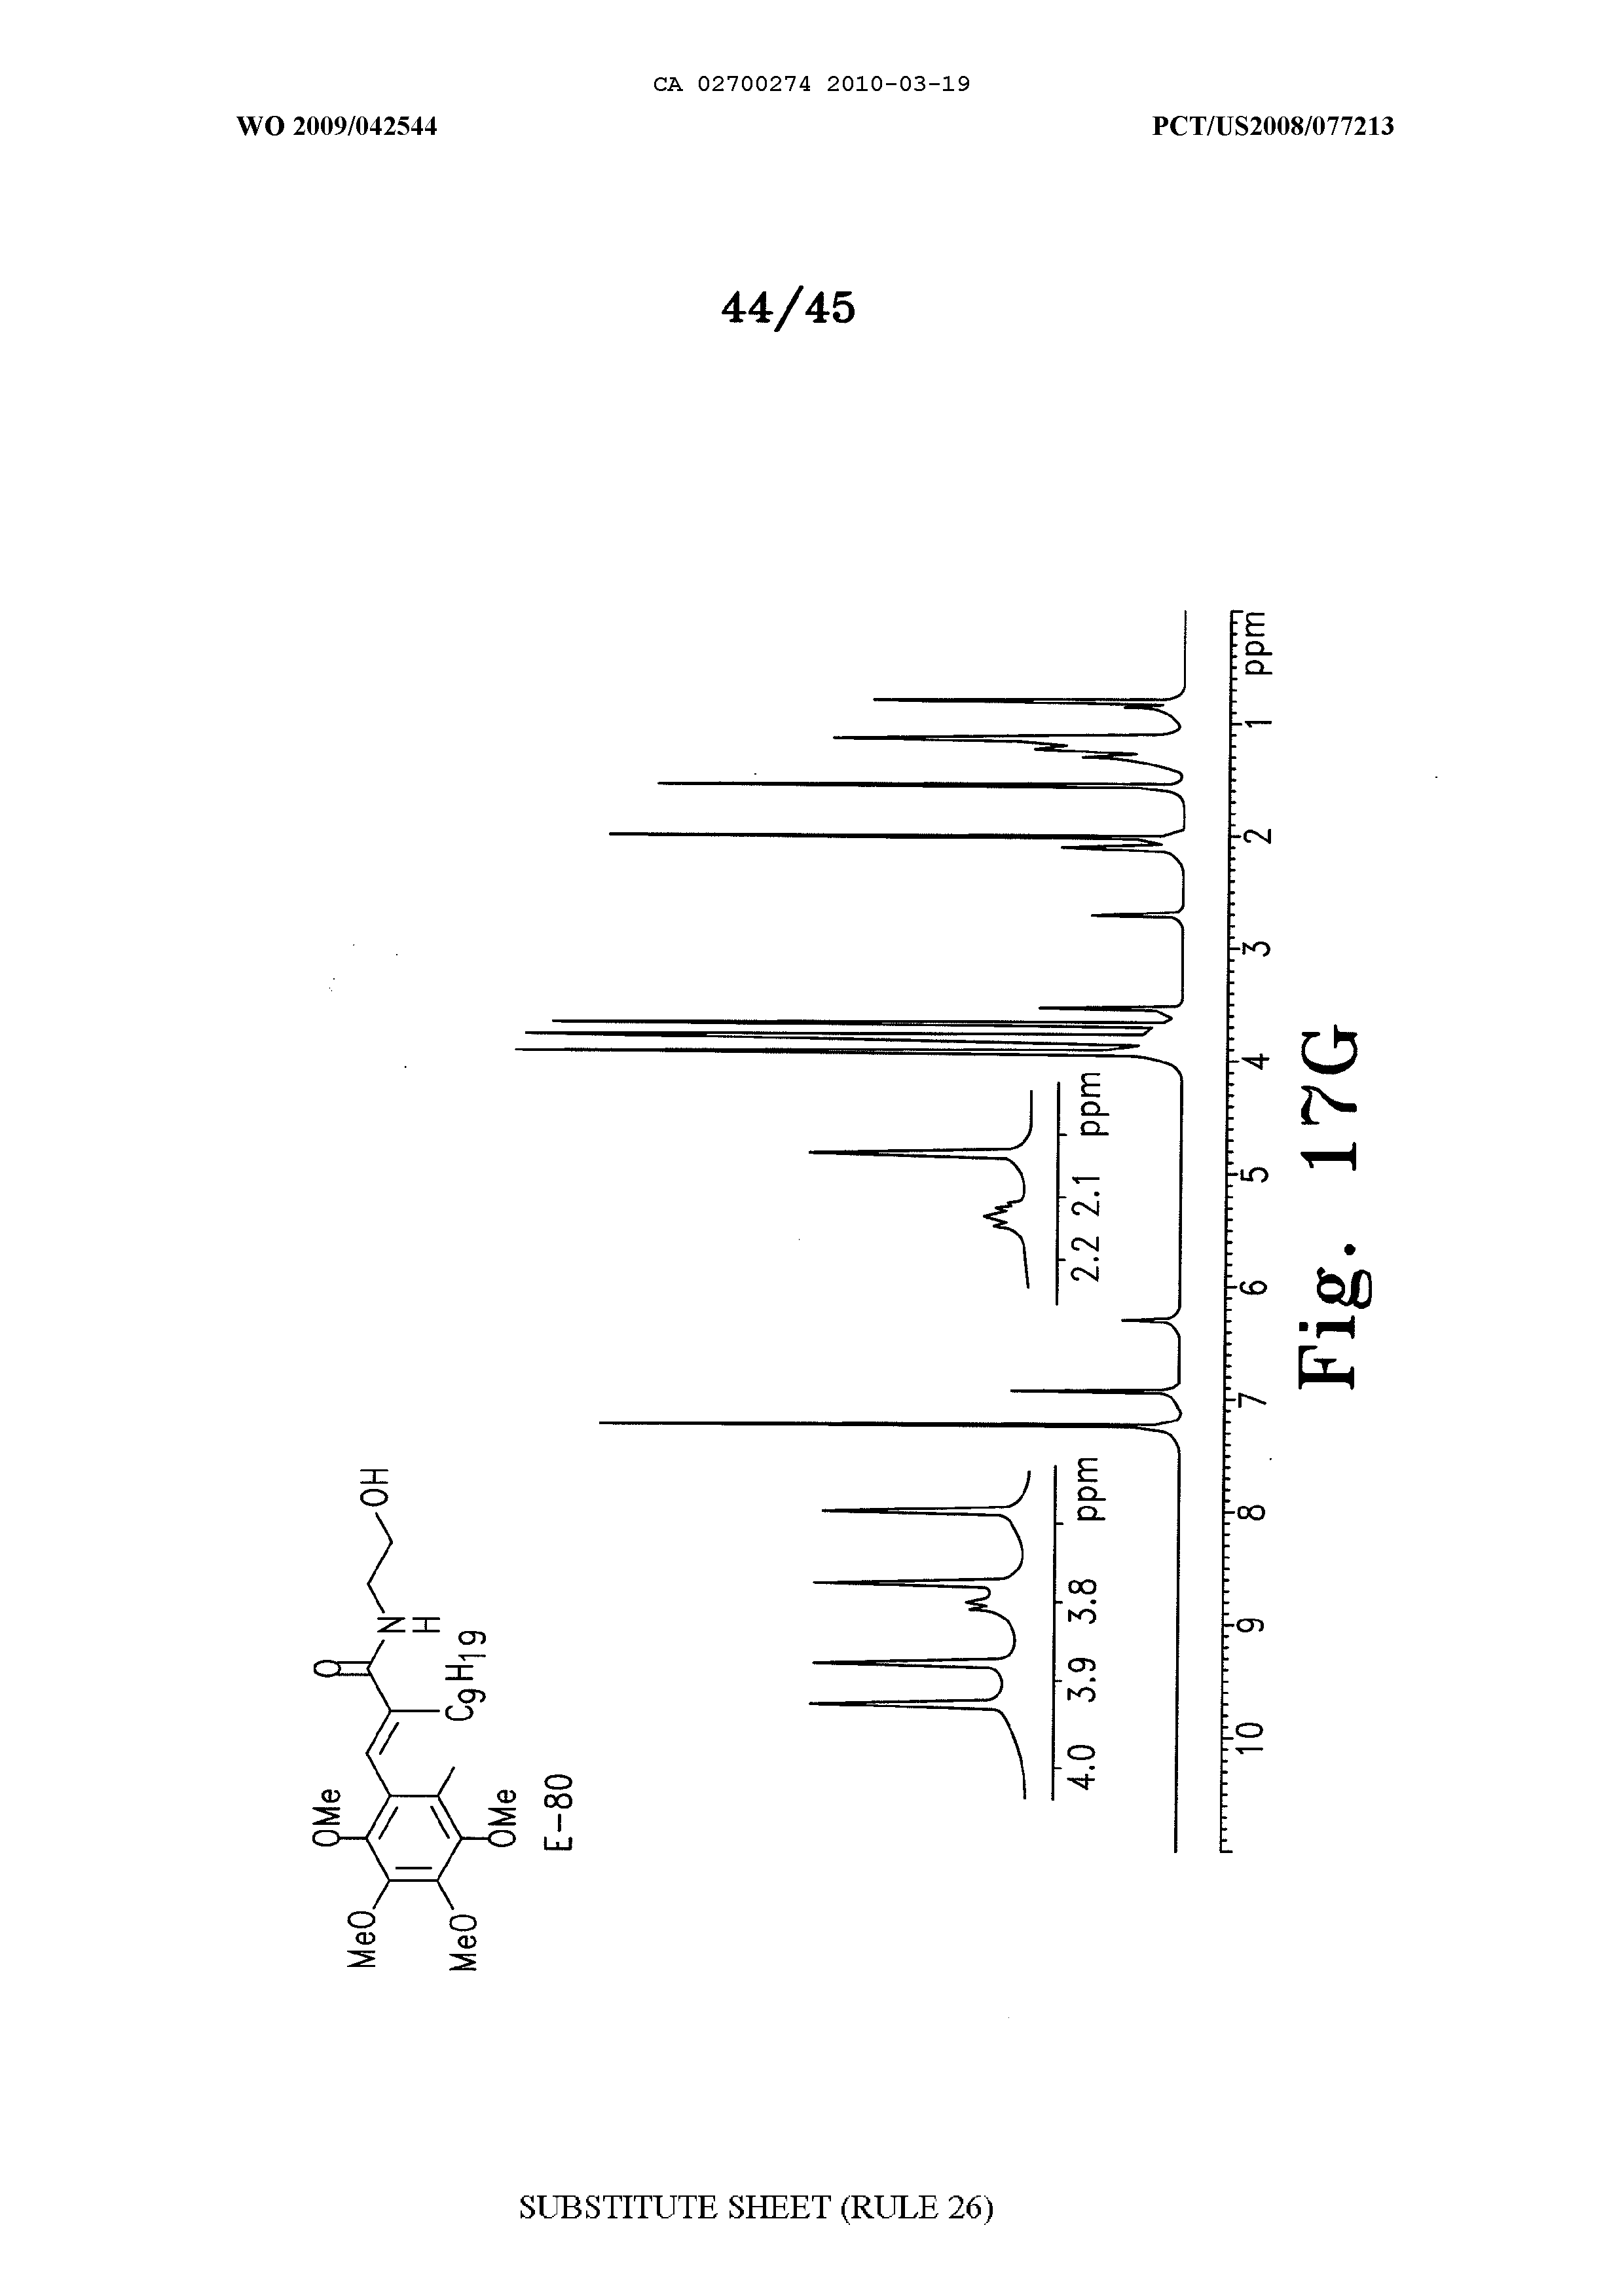 CA 02700274 2010-03-19
WO 2009/042544 PCT/US2008/077213
44/45
OMe
MeO
MeO
OMe
O
N
H
OH
C9H19
E-80
4.0 3.9 3.8 ppm
2.2 2.1 ppm
10 9 8 7 6 5 4 3 2 1 ppm
Fig. 17G
SUBSTITUTE SHEET (RULE 26)